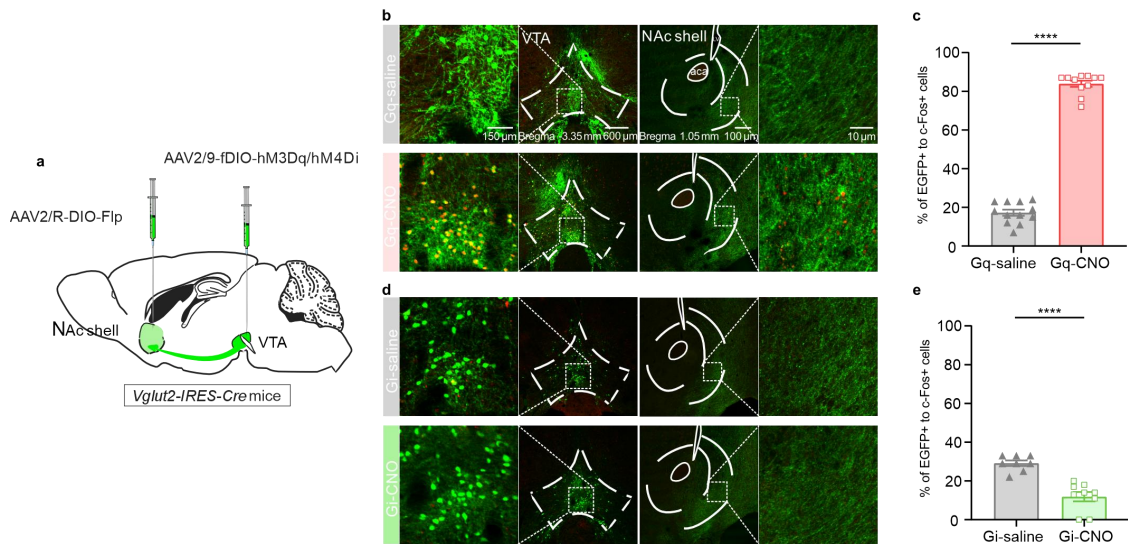 a
AAV2/9-fDIO-hM3Dq/hM4Di
AAV2/R-DIO-Flp
NAc shell
VTA
Vglut2-IRES-Cre mice
b
Gq-saline
VTA
NAc shell
aca
150 μm
Bregma -3.35 mm
600 μm
Bregma 1.05 mm
100 μm
10 μm
Gq-CNO
c
% of EGFP+ to c-Fos+ cells
100
80
60
40
20
0
****
Gq-saline
Gq-CNO
d
Gi-saline
Gi-CNO
e
% of EGFP+ to c-Fos+ cells
100
80
60
40
20
0
****
Gi-saline
Gi-CNO